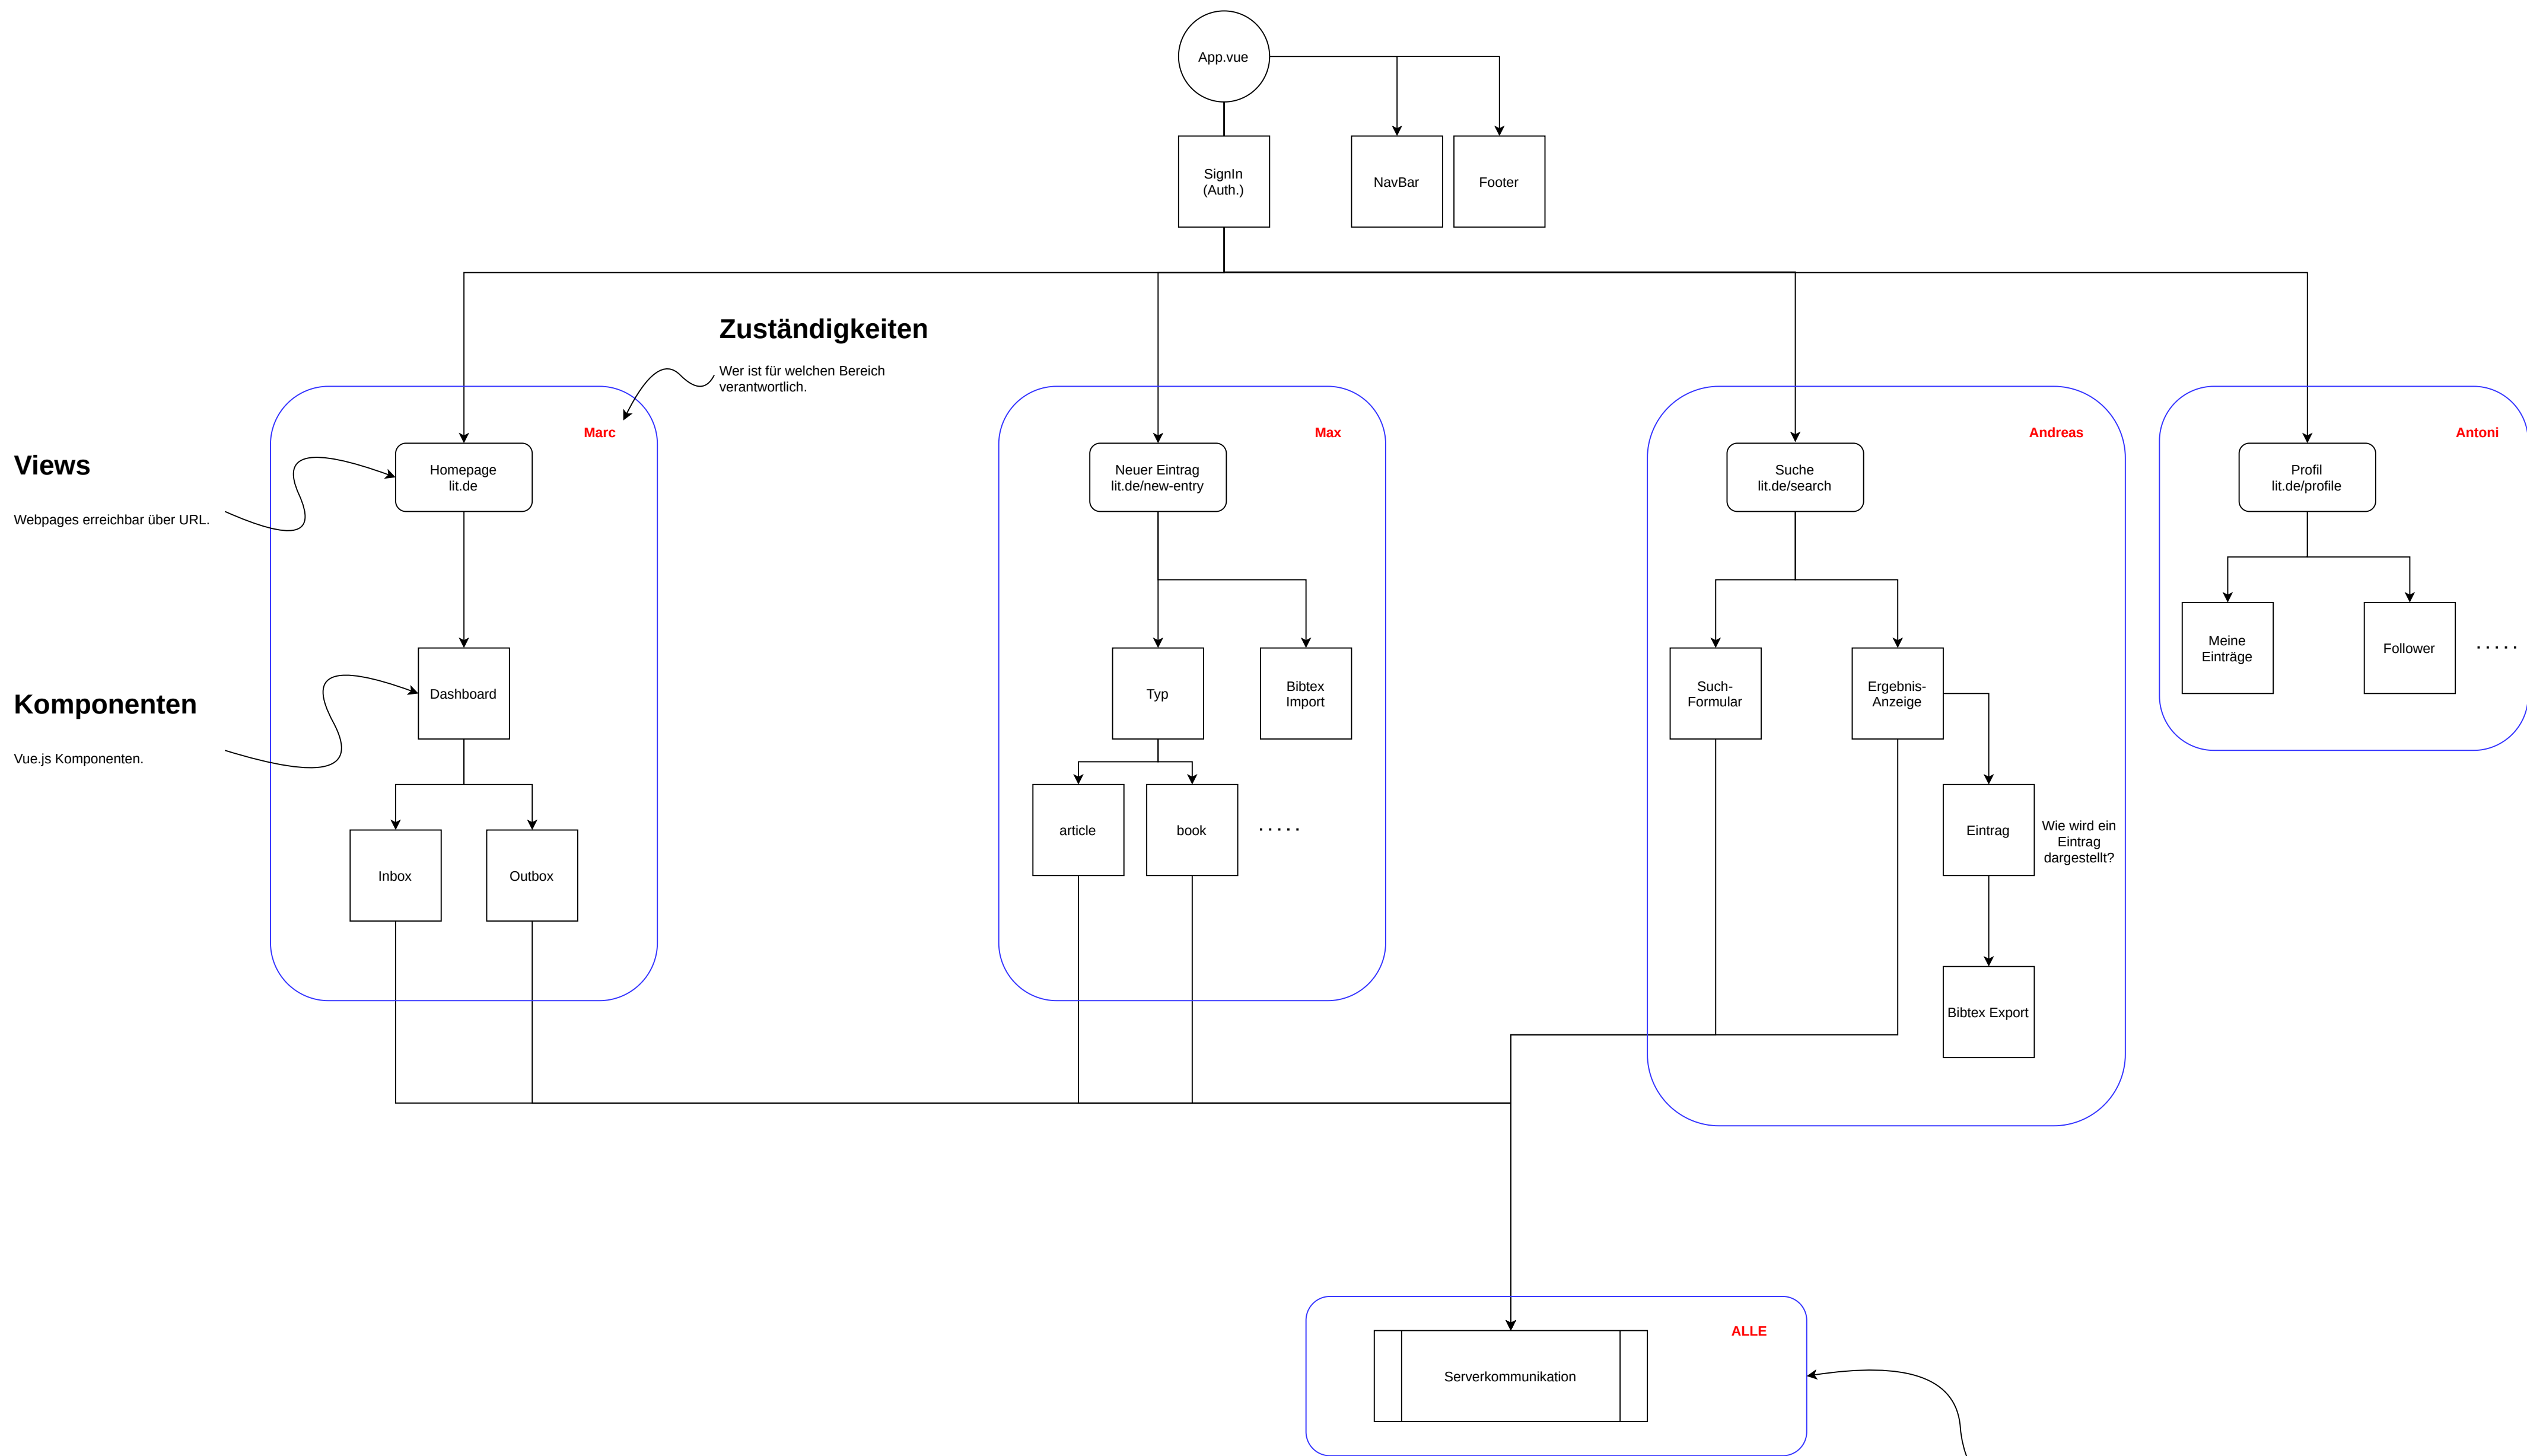 App.vue
SignIn
(Auth.)
NavBar
Footer
Zuständigkeiten
Wer ist für welchen Bereich
verantwortlich.
Marc
Max
Andreas
Antoni
Views
Webpages erreichbar über URL.
Homepage
lit.de
Neuer Eintrag
lit.de/new-entry
Suche
lit.de/search
Profil
lit.de/profile
Meine
Einträge
Follower
. . . . .
Komponenten
Vue.js Komponenten.
Dashboard
Typ
Bibtex
Import
Such-
Formular
Ergebnis-
Anzeige
Inbox
Outbox
article
book
. . . . .
Eintrag
Wie wird ein
Eintrag
dargestellt?
Bibtex Export
ALLE
Serverkommunikation